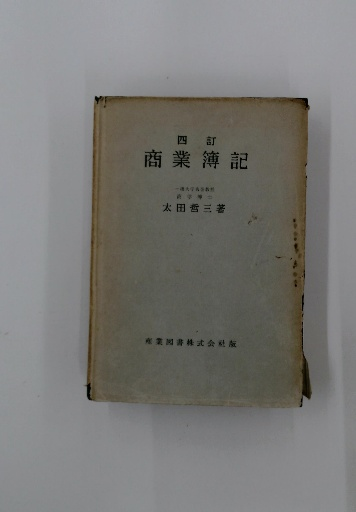 四訂
商業簿記
太田哲三著
産業図書株式会社版